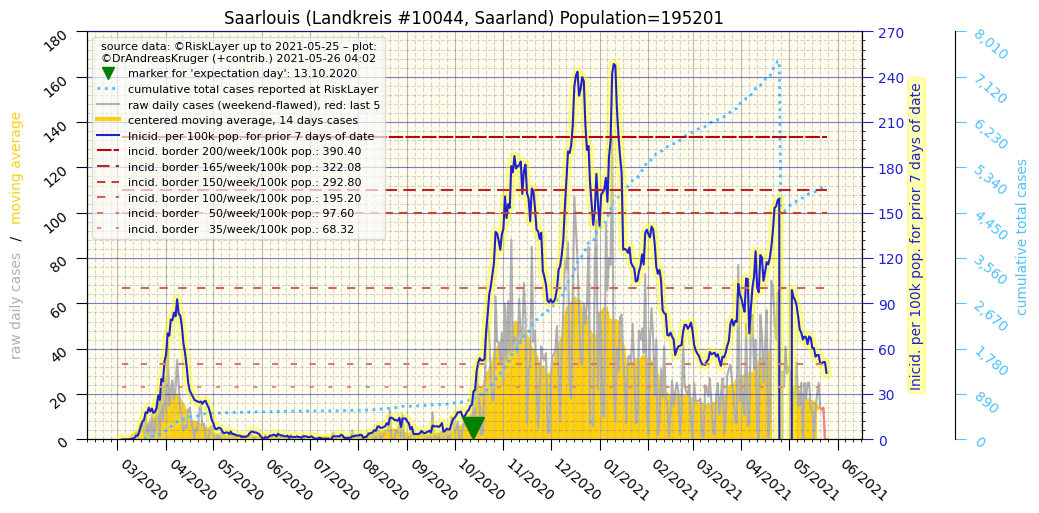 Saarlouis (Landkreis #10044, Saarland) Population=195201
source data: ©RiskLayer up to 2021-05-25 – plot:
©DrAndreasKruger (+contrib.) 2021-05-26 04:02
marker for 'expectation day': 13.10.2020
cumulative total cases reported at RiskLayer
raw daily cases (weekend-flawed), red: last 5
centered moving average, 14 days cases
Inicid. per 100k pop. for prior 7 days of date
incid. border 200/week/100k pop.: 390.40
incid. border 165/week/100k pop.: 322.08
incid. border 150/week/100k pop.: 292.80
incid. border 100/week/100k pop.: 195.20
incid. border   50/week/100k pop.: 97.60
incid. border   35/week/100k pop.: 68.32
raw daily cases   /   moving average
180
160
140
120
100
80
60
40
20
0
03/2020
04/2020
05/2020
06/2020
07/2020
08/2020
09/2020
10/2020
11/2020
12/2020
01/2021
02/2021
03/2021
04/2021
05/2021
06/2021
270
240
210
180
150
120
90
60
30
0
Inicid. per 100k pop. for prior 7 days of date
8,010
7,120
6,230
5,340
4,450
3,560
2,670
1,780
890
0
cumulative total cases